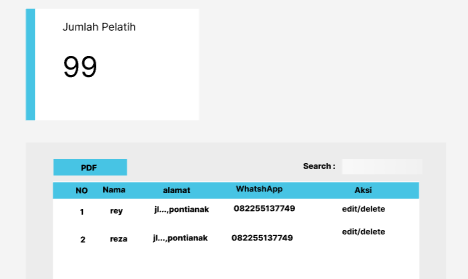 Jumlah Pelatih
99
PDF Search :
NO Nama alamat WhatshApp Aksi
1 rey jl...,pontianak 082255137749 edit/delete
2 reza jl...,pontianak 082255137749 edit/delete